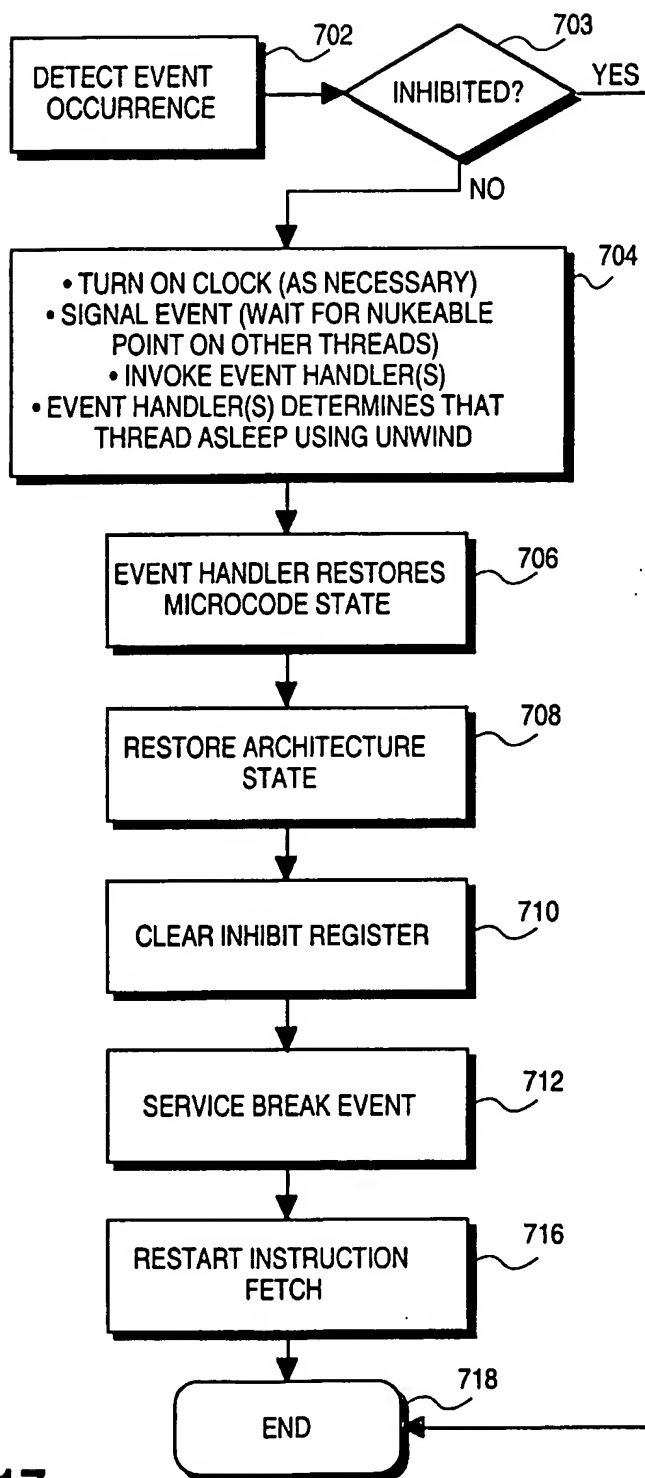 702
DETECT EVENT
OCCURRENCE
703
INHIBITED?
YES
NO
704
• TURN ON CLOCK (AS NECESSARY)
• SIGNAL EVENT (WAIT FOR NUKEABLE
POINT ON OTHER THREADS)
• INVOKE EVENT HANDLER(S)
• EVENT HANDLER(S) DETERMINES THAT
THREAD ASLEEP USING UNWIND
706
EVENT HANDLER RESTORES
MICROCODE STATE
708
RESTORE ARCHITECTURE
STATE
710
CLEAR INHIBIT REGISTER
712
SERVICE BREAK EVENT
716
RESTART INSTRUCTION
FETCH
718
END